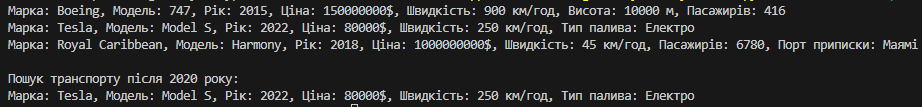 Марка: Boeing, Модель: 747, Рік: 2015, Ціна: 150000000$, Швидкість: 900 км/год, Висота: 10000 м, Пасажирів: 416
Марка: Tesla, Модель: Model S, Рік: 2022, Ціна: 80000$, Швидкість: 250 км/год, Тип палива: Електро
Марка: Royal Caribbean, Модель: Harmony, Рік: 2018, Ціна: 1000000000$, Швидкість: 45 км/год, Пасажирів: 6780, Порт приписки: Маямі
Пошук транспорту після 2020 року:
Марка: Tesla, Модель: Model S, Рік: 2022, Ціна: 80000$, Швидкість: 250 км/год, Тип палива: Електро